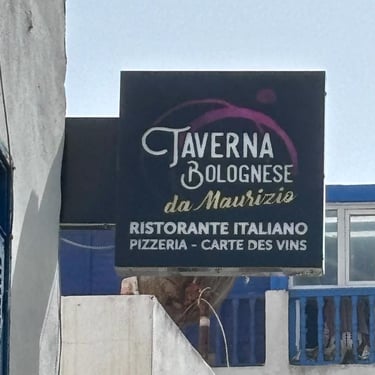 TAVERNA
BOLOGNESE
da Maurizio
RISTORANTE ITALIANO
PIZZERIA - CARTE DES VINS